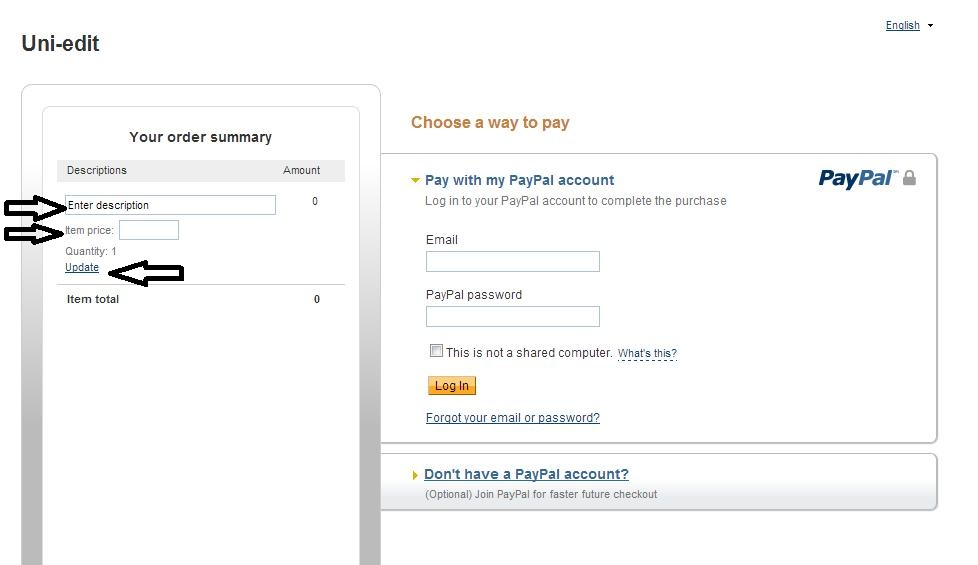 English
Uni-edit
Your order summary
Descriptions Amount
Enter description 0
Item price:
Quantity: 1
Update
Item total 0
Choose a way to pay
Pay with my PayPal account
PayPal
Log in to your PayPal account to complete the purchase
Email
PayPal password
This is not a shared computer. What's this?
Log In
Forgot your email or password?
Don't have a PayPal account?
(Optional) Join PayPal for faster future checkout